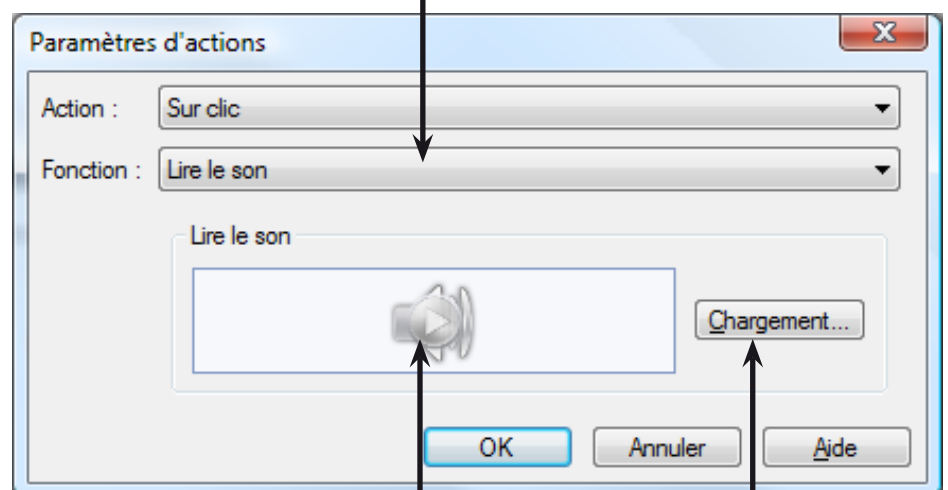 Paramètres d'actions
Action : Sur clic
Fonction : Lire le son
Lire le son
Chargement...
OK Annuler Aide